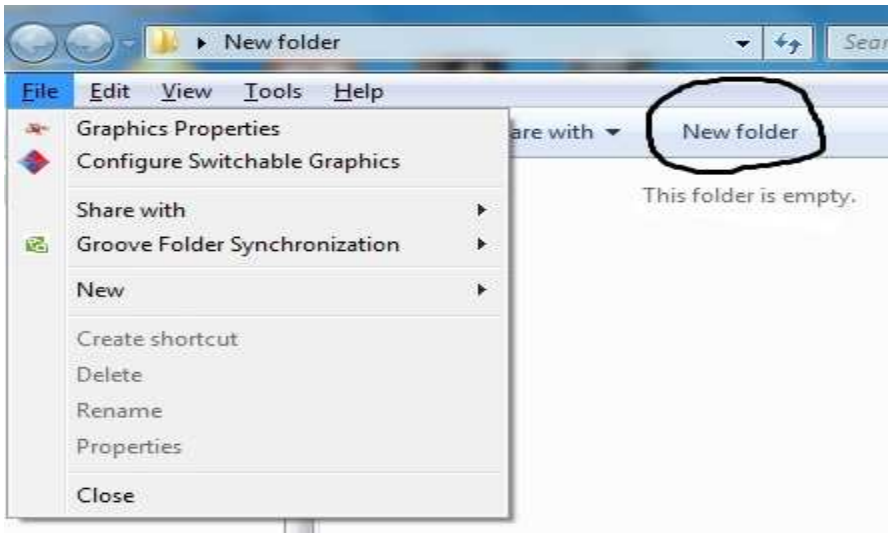 New folder
Sear
File Edit View Tools Help
Graphics Properties
are with
New folder
Configure Switchable Graphics
This folder is empty.
Share with
Groove Folder Synchronization
New
Create shortcut
Delete
Rename
Properties
Close